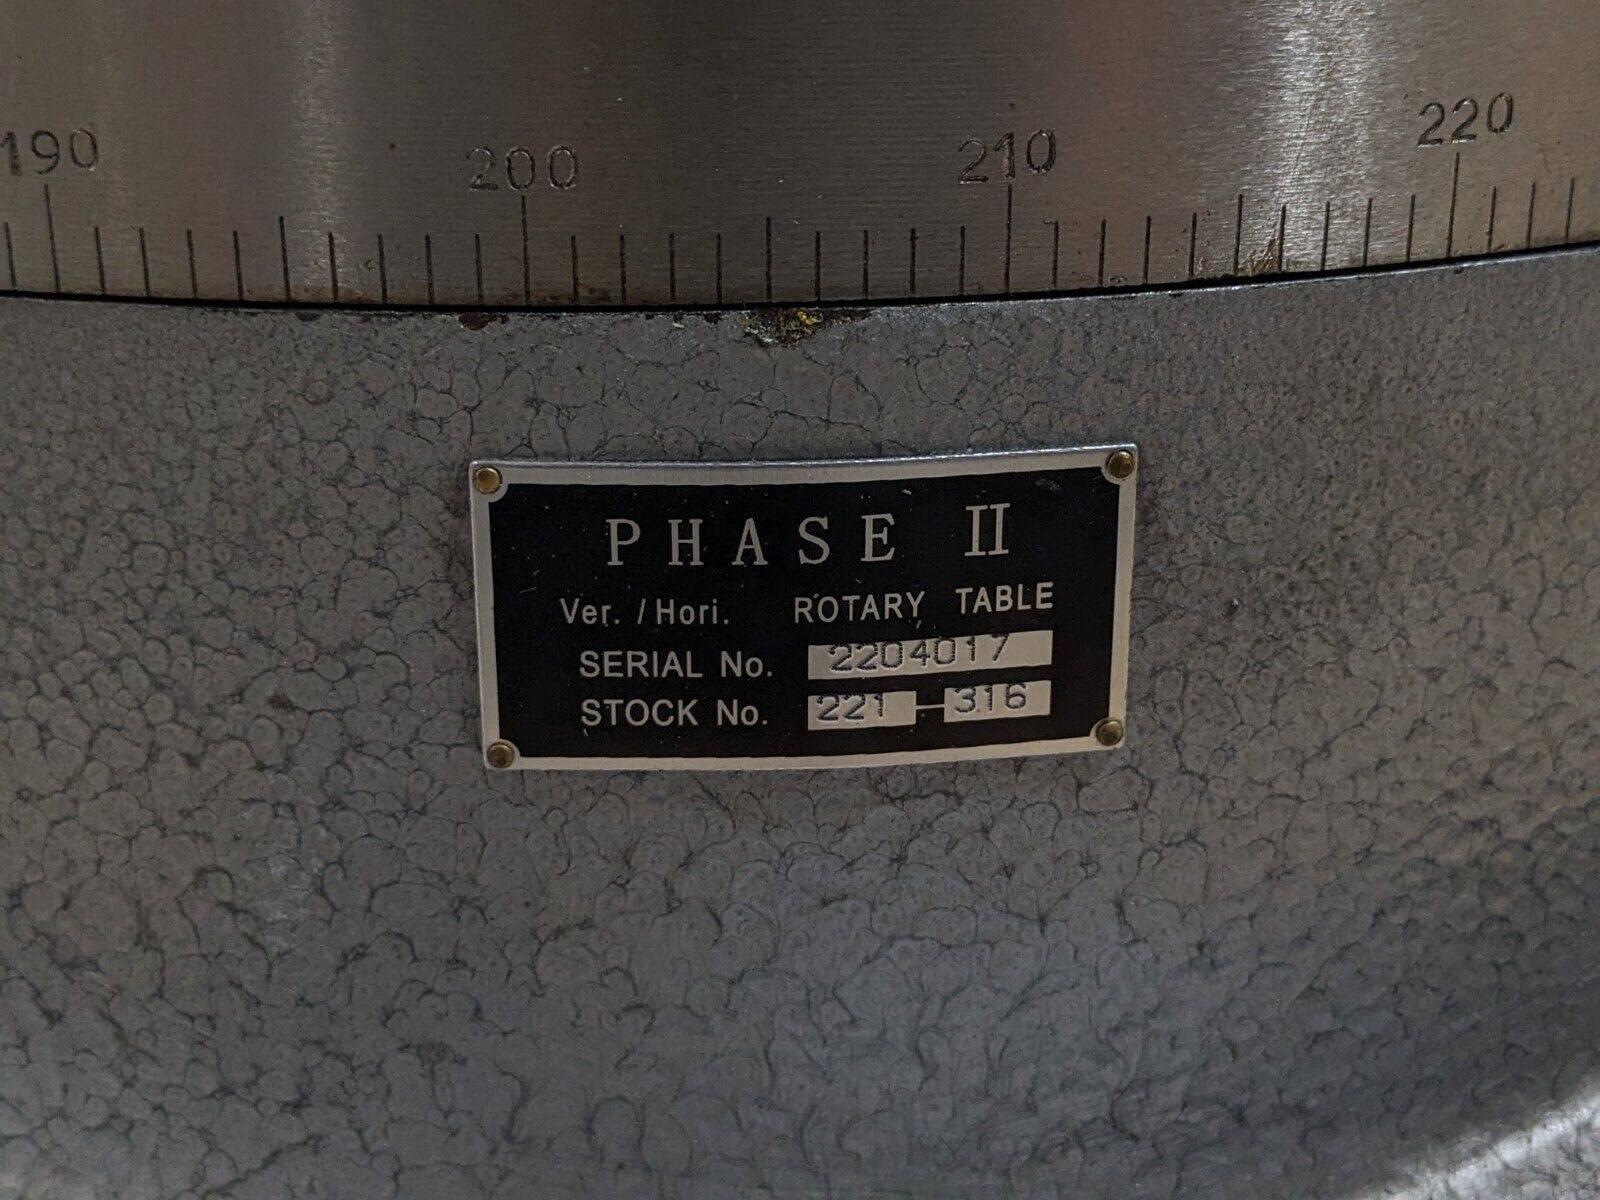 190 200 210 220
PHASE II
Ver. / Hori. ROTARY TABLE
SERIAL No. 2204017
STOCK No. 221-316